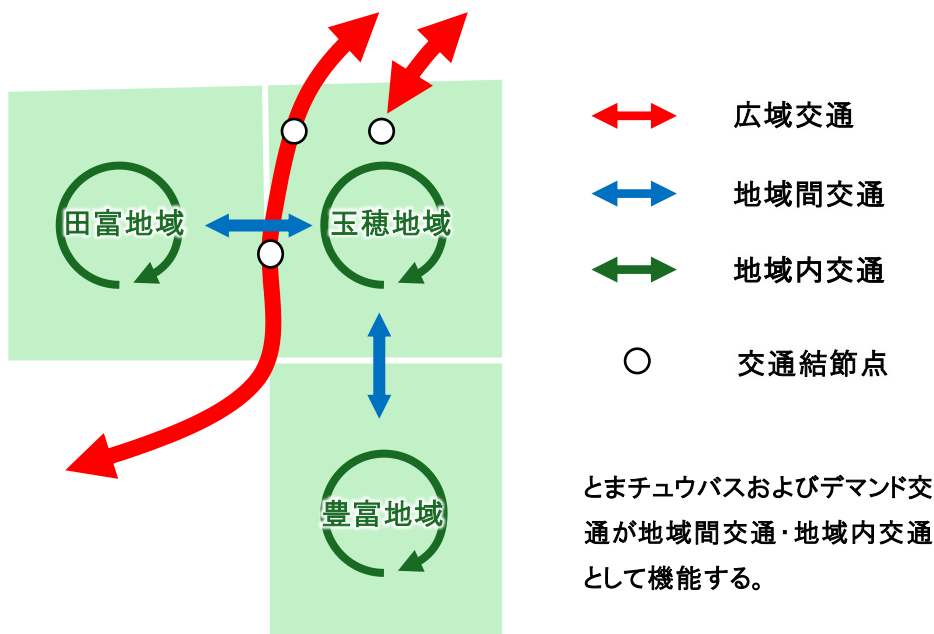 田富地域
玉穂地域
豊富地域
広域交通
地域間交通
地域内交通
交通結節点
とまチュウバスおよびデマンド交
通が地域間交通・地域内交通
として機能する。